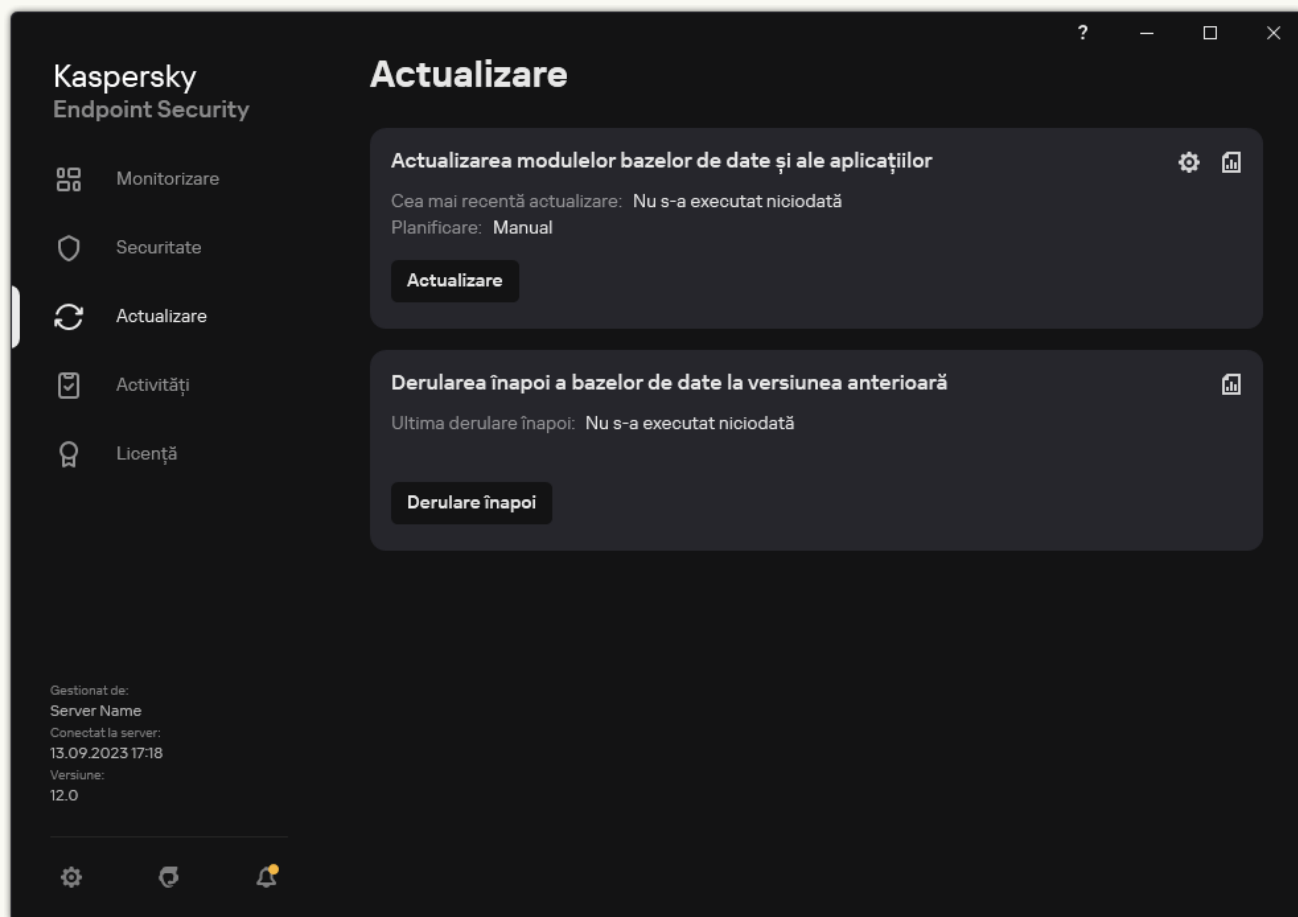 ?
Kaspersky
Endpoint Security
Monitorizare
Securitate
Actualizare
Activități
Licență
Gestionat de:
Server Name
Conectat la server:
13.09.2023 17:18
Versiune:
12.0
Actualizare
Actualizarea modulelor bazelor de date și ale aplicațiilor
Cea mai recentă actualizare: Nu s-a executat niciodată
Planificare: Manual
Actualizare
Derularea înapoi a bazelor de date la versiunea anterioară
Ultima derulare înapoi: Nu s-a executat niciodată
Derulare înapoi